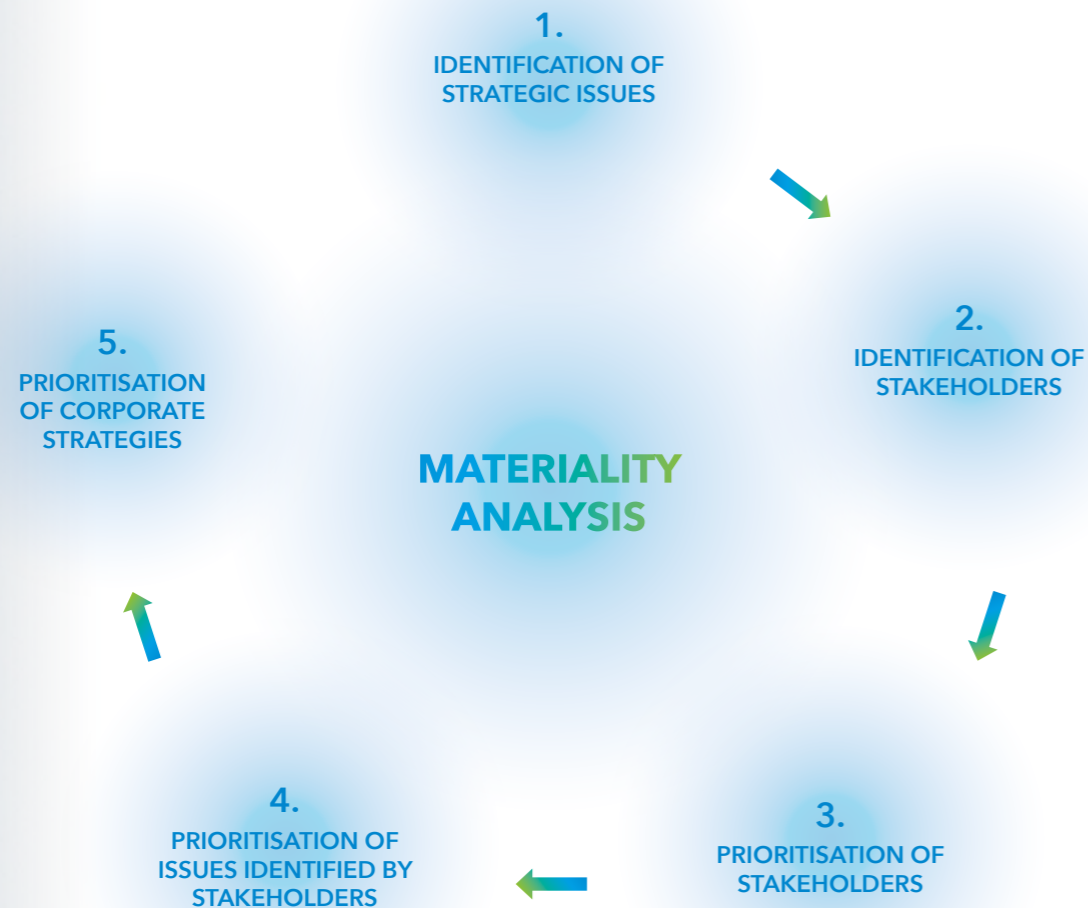 1.
IDENTIFICATION OF
STRATEGIC ISSUES
2.
IDENTIFICATION OF
STAKEHOLDERS
3.
PRIORITISATION OF
STAKEHOLDERS
4.
PRIORITISATION OF
ISSUES IDENTIFIED BY
STAKEHOLDERS
5.
PRIORITISATION
OF CORPORATE
STRATEGIES
MATERIALITY
ANALYSIS